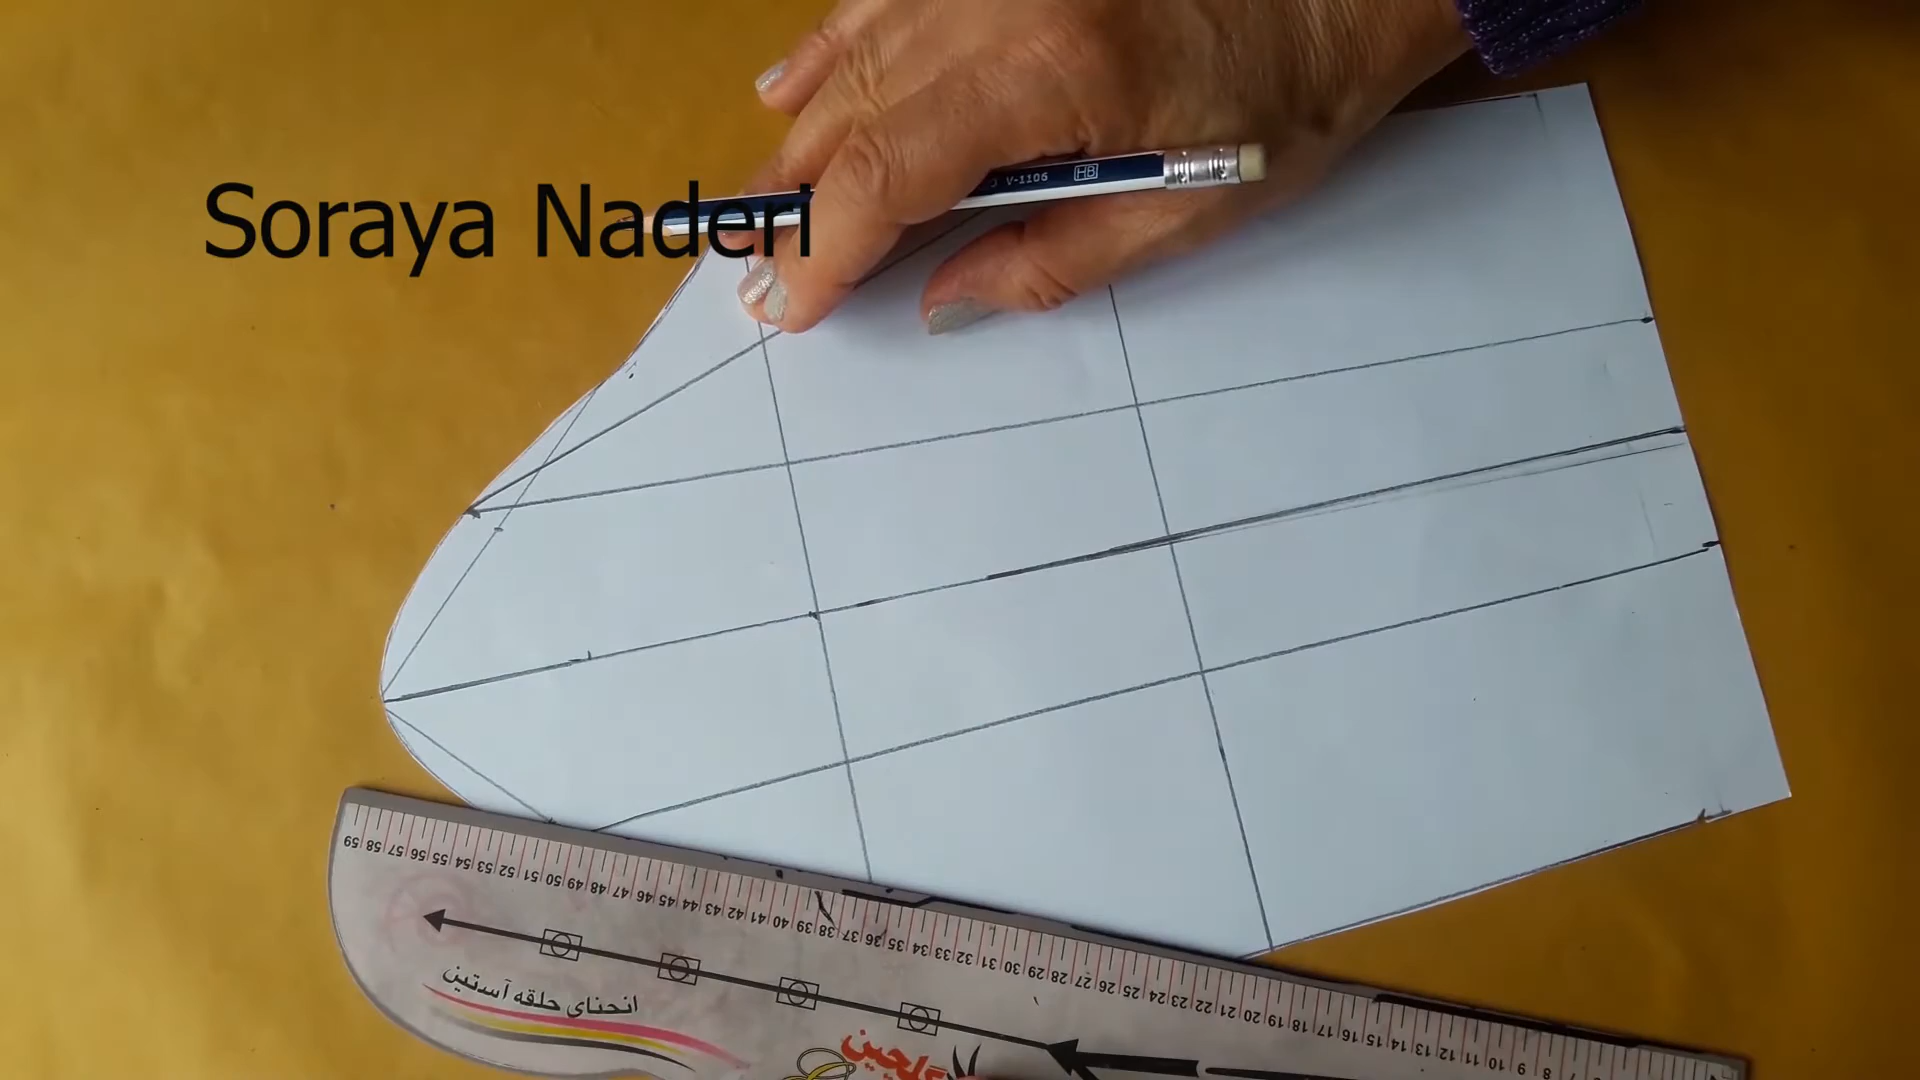 Soraya Naderi
V-1106 HB
59 58 57 56 55 54 53 52 51 50 49 48 47 46 45 44 43 42 41 40 39 38 37 36 35 34 33 32 31 30 29 28 27 26 25 24 23 22 21 20 19 18 17 16 15 14 13 12 11 10 9 8
انحنای حلقه آستین
گلچین